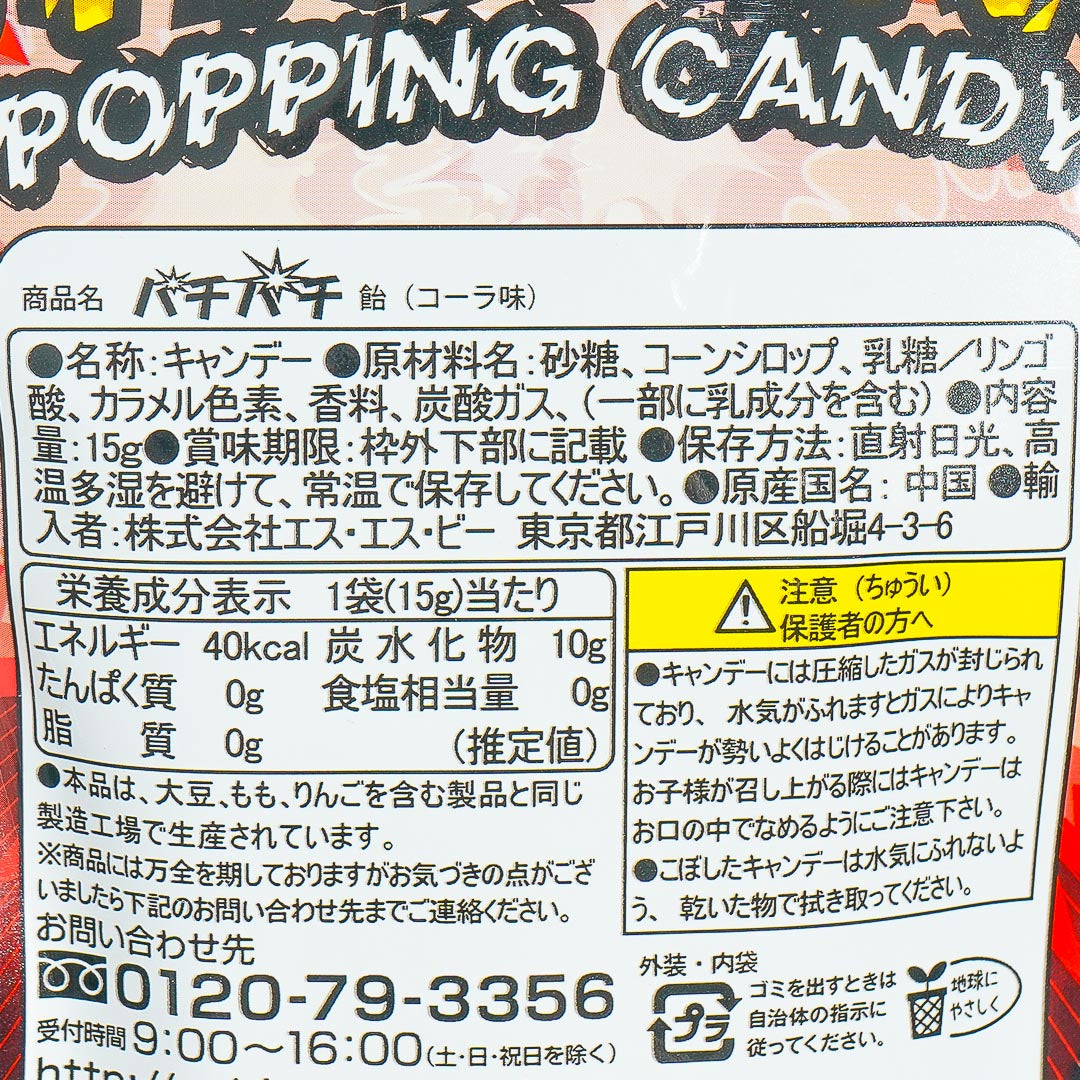 POPPING CANDY
商品名 パチパチ 飴（コーラ味）
●名称：キャンデー ●原材料名：砂糖、コーンシロップ、乳糖／リンゴ
酸、カラメル色素、香料、炭酸ガス、（一部に乳成分を含む） ●内容
量：15g●賞味期限：枠外下部に記載 ●保存方法：直射日光、高
温多湿を避けて、常温で保存してください。●原産国名：中国 ●輸
入者：株式会社エス・エス・ビー 東京都江戸川区船堀4-3-6
栄養成分表示 1袋(15g)当たり
エネルギー 40kcal 炭水化物 10g
たんぱく質 0g 食塩相当量 0g
脂質 0g （推定値）
●本品は、大豆、もも、りんごを含む製品と同じ
製造工場で生産されています。
※商品には万全を期しておりますがお気づきの点がござ
いましたら下記のお問い合わせ先までご連絡ください。
お問い合わせ先
0120-79-3356
受付時間 9:00〜16:00（土・日・祝日を除く）
注意（ちゅうい）
保護者の方へ
●キャンデーには圧縮したガスが封じられ
ており、水気がふれますとガスによりキャ
ンデーが勢いよくはじけることがあります。
お子様が召し上がる際にはキャンデーは
お口の中でなめるようにご注意下さい。
●こぼしたキャンデーは水気にふれないよ
う、乾いた物で拭き取ってください。
外装・内袋
プラ
ゴミを出すときは
自治体の指示に
従ってください。
地球に
やさしく